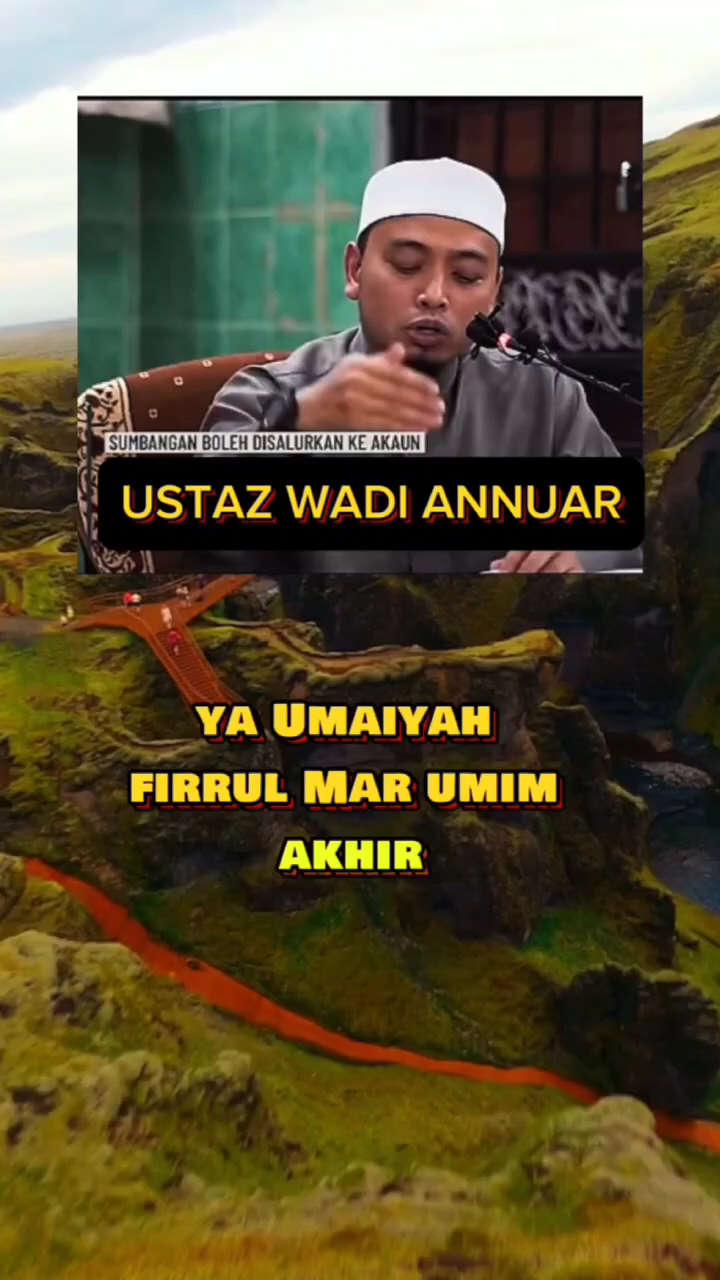 SUMBANGAN BOLEH DISALURKAN KE AKAUN
USTAZ WADI ANNUAR
YA UMAIYAH
FIRRUL MAR UMIM
AKHIR